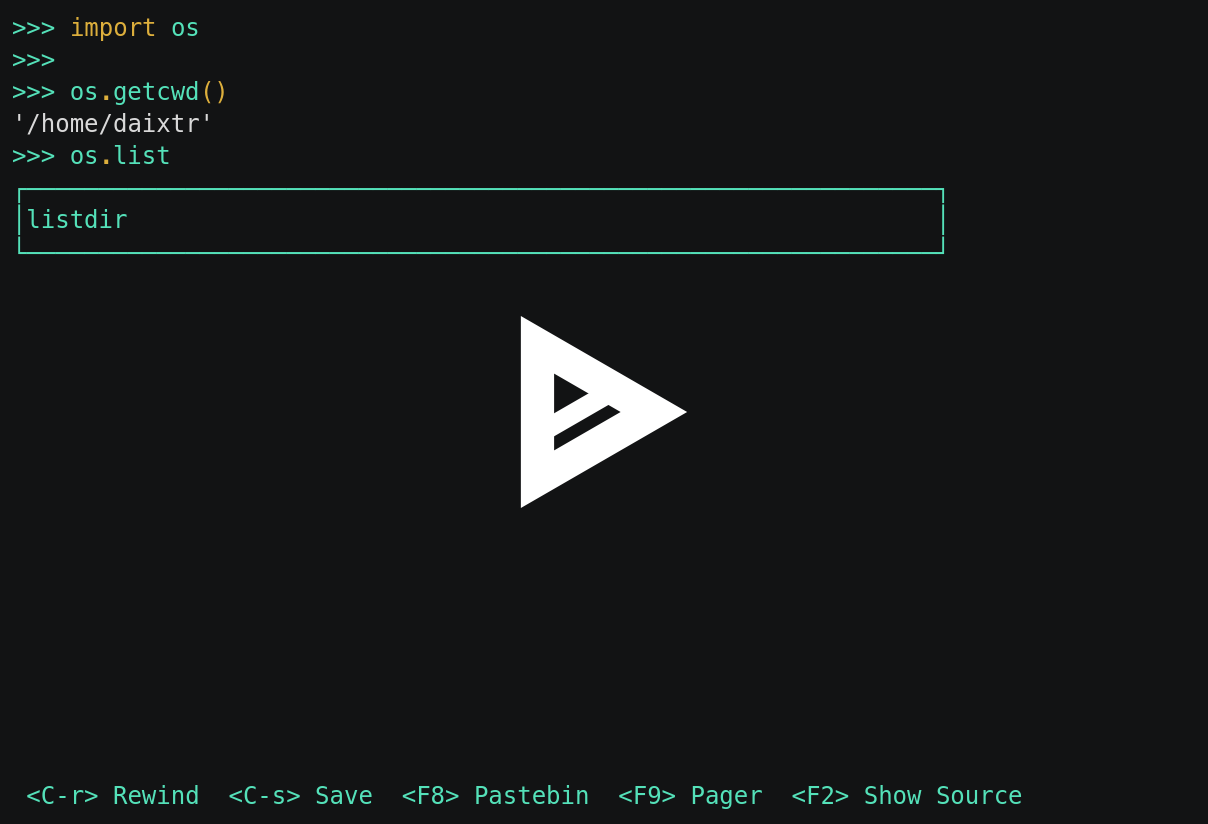 >>> import os
>>>
>>> os.getcwd()
'/home/daixtr'
>>> os.list
listdir
<C-r> Rewind  <C-s> Save  <F8> Pastebin  <F9> Pager  <F2> Show Source